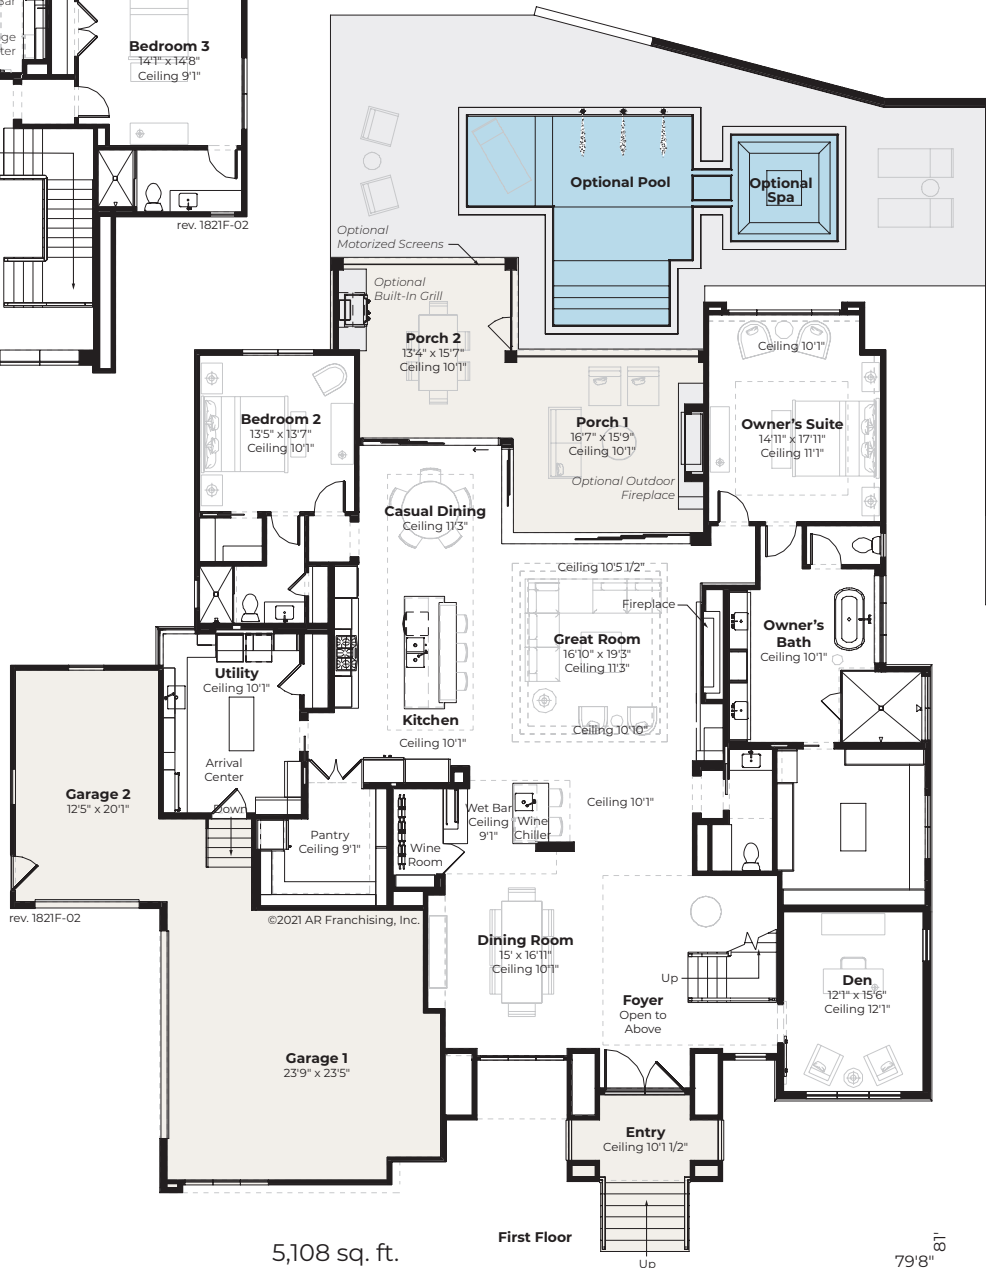 Bedroom 3
14'1" x 14'8"
Ceiling 9'1"
rev. 1821F-02
Optional Pool
Optional
Spa
Optional
Motorized Screens
Optional
Built-In Grill
Porch 2
13'4" x 15'7"
Ceiling 10'1"
Ceiling 10'1"
Bedroom 2
13'5" x 13'7"
Ceiling 10'1"
Porch 1
16'7" x 15'9"
Ceiling 10'1"
Owner's Suite
14'11" x 17'11"
Ceiling 11'1"
Optional Outdoor
Fireplace
Casual Dining
Ceiling 11'3"
Ceiling 10'5 1/2"
Fireplace
Great Room
16'10" x 19'3"
Ceiling 11'3"
Owner's
Bath
Ceiling 10'1"
Utility
Ceiling 10'1"
Kitchen
Ceiling 10'1"
Ceiling 10'10"
Arrival
Center
Garage 2
12'5" x 20'1"
Down
Pantry
Ceiling 9'1"
Wine
Room
Wet Bar
Ceiling
9'1"
Wine
Chiller
Ceiling 10'1"
rev. 1821F-02
©2021 AR Franchising, Inc.
Dining Room
15' x 16'11"
Ceiling 10'1"
Up
Foyer
Open to
Above
Den
12'1" x 15'6"
Ceiling 12'1"
Garage 1
23'9" x 23'5"
Entry
Ceiling 10'1 1/2"
First Floor
Up
5,108 sq. ft.
79'8"
81'